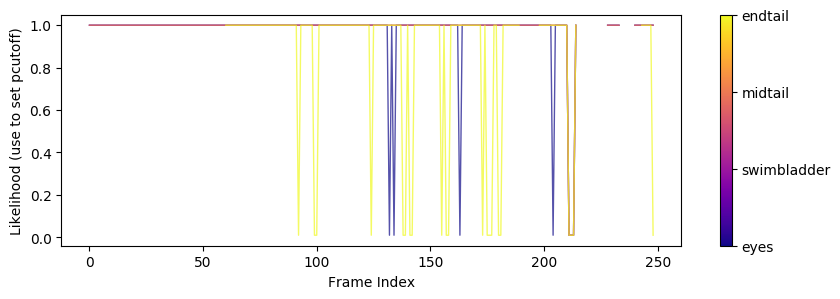 Likelihood (use to set pcutoff)
1.0
0.8
0.6
0.4
0.2
0.0
0
50
100
150
200
250
Frame Index
endtail
midtail
swimbladder
eyes